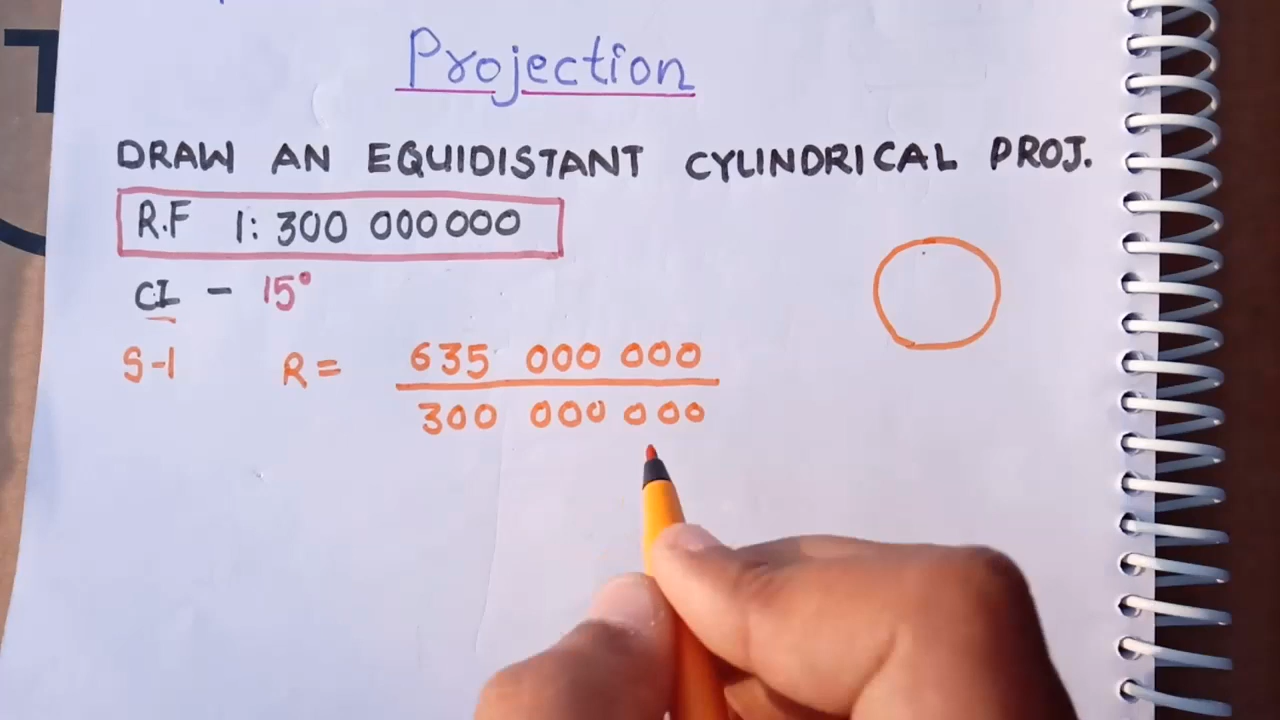 Projection
DRAW AN EQUIDISTANT CYLINDRICAL PROJ.
R.F 1: 300 000000
CI - 15°
S-1 R= 635 000 000
300 000 000